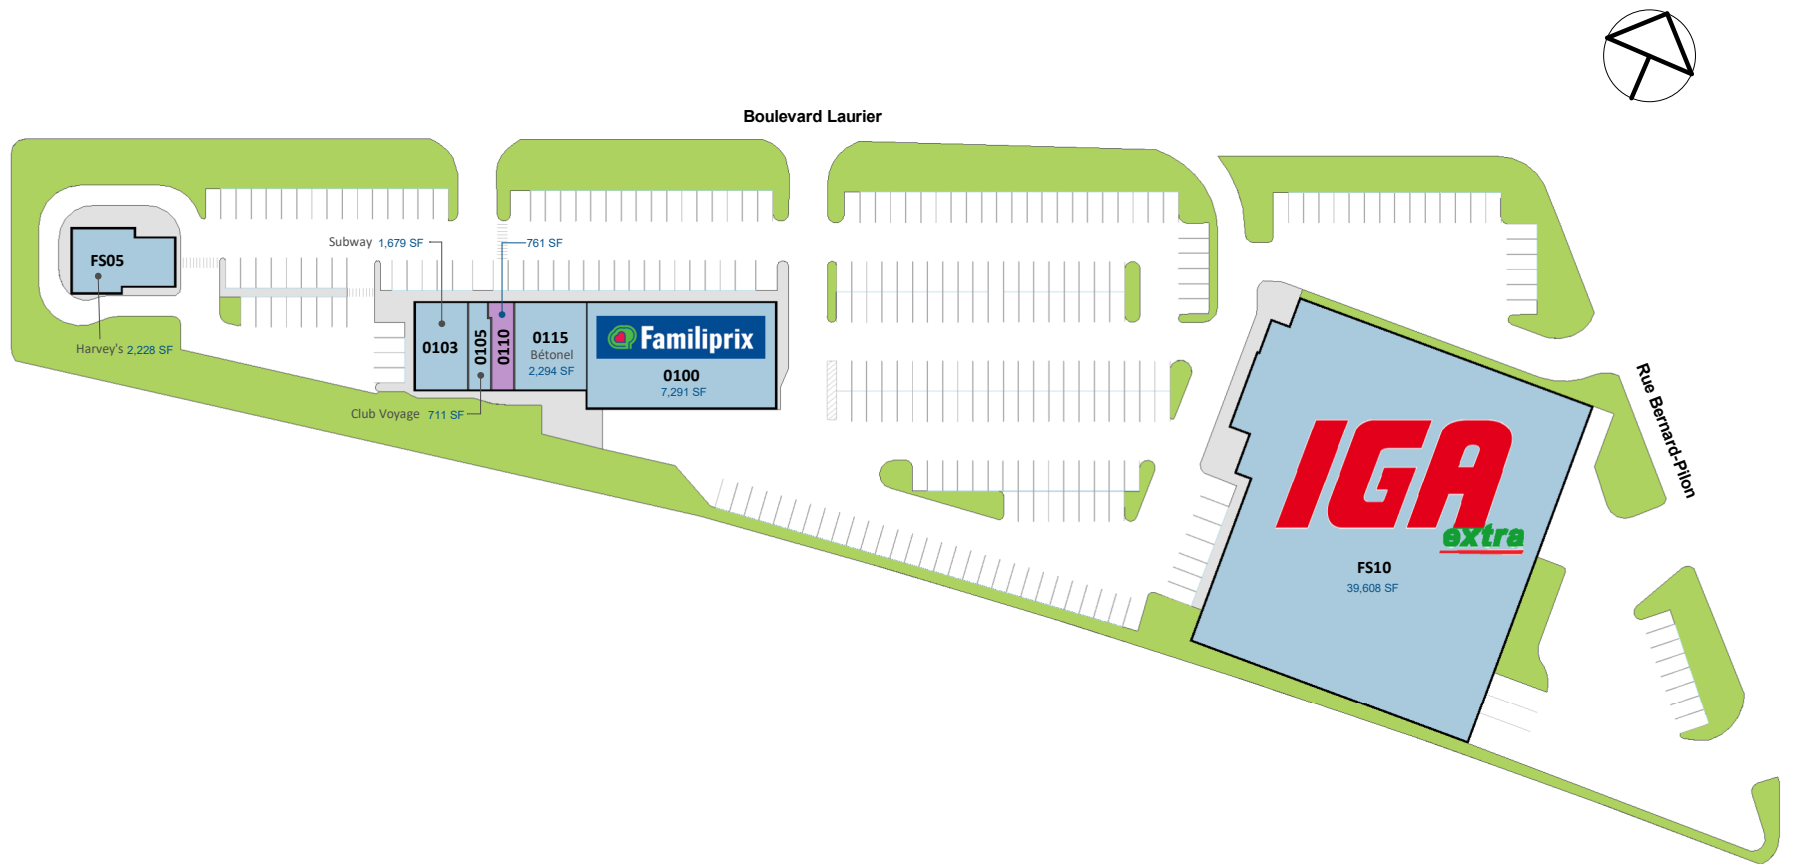 Boulevard Laurier
Subway 1,679 SF
761 SF
FS05
Harvey's 2,228 SF
0103
0105
0110
0115
Bétonel
2,294 SF
Familiprix
0100
7,291 SF
Club Voyage 711 SF
Rue Bernard-Pilon
IGA
extra
FS10
39,608 SF